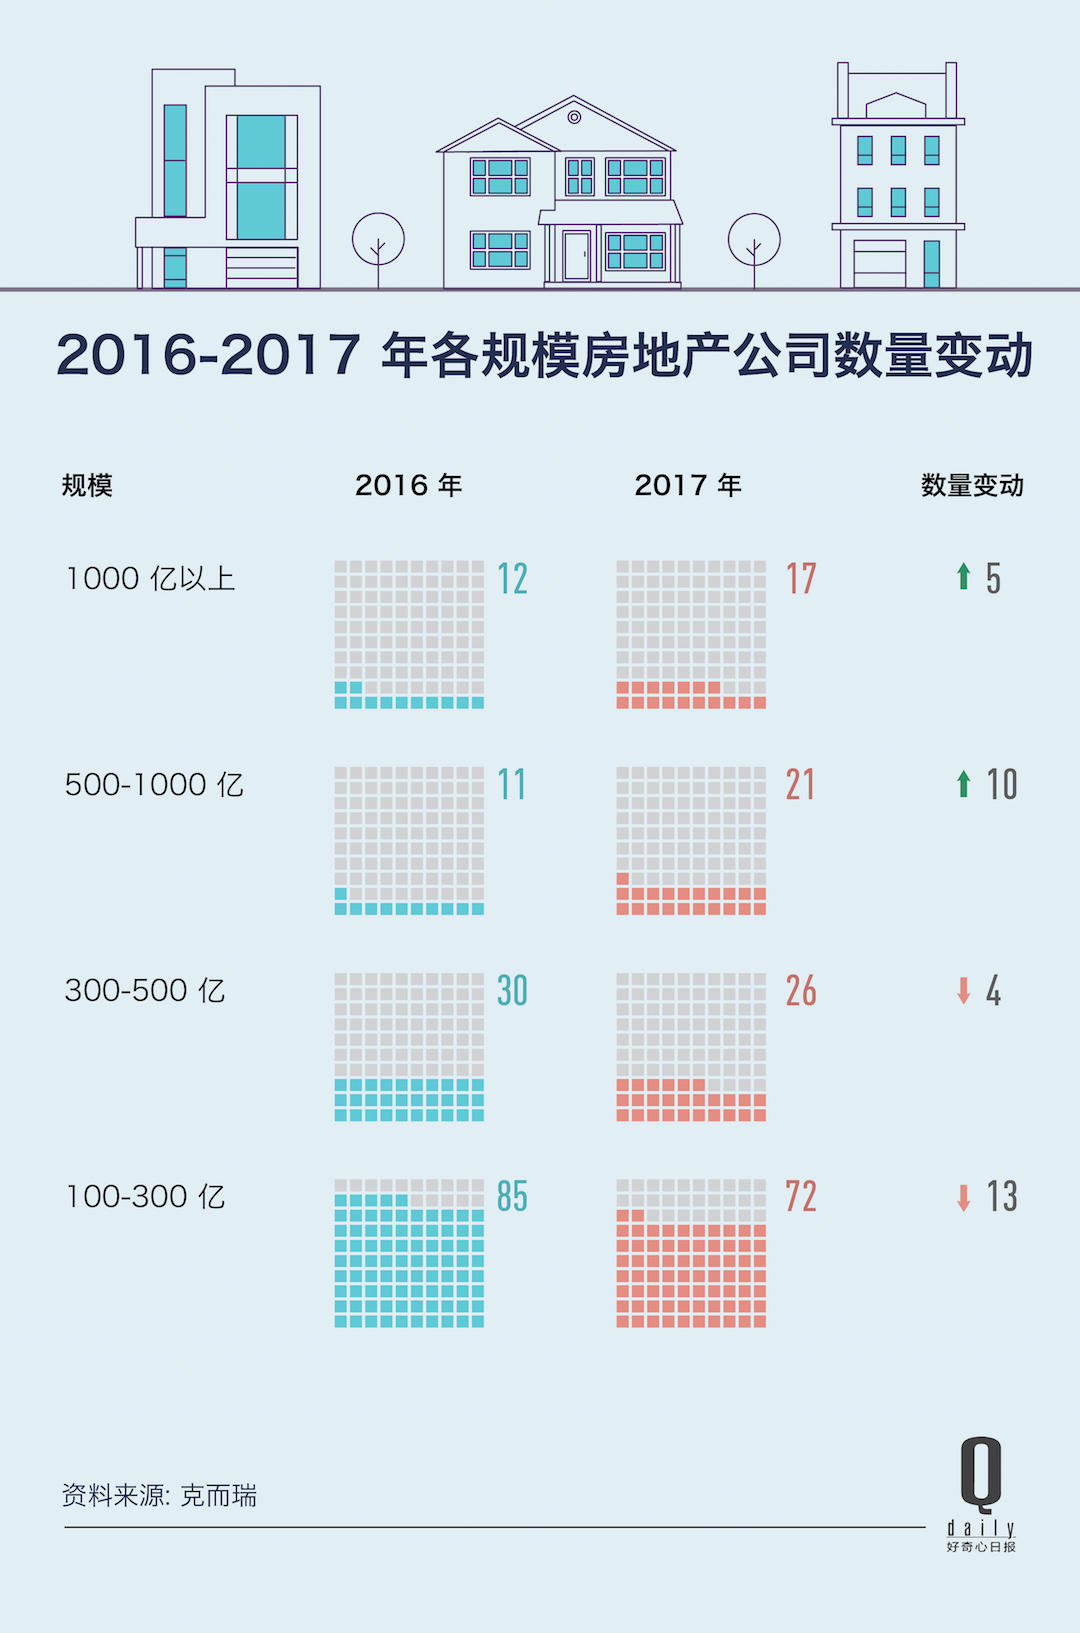 2016-2017 年各规模房地产公司数量变动
规模 2016 年 2017 年 数量变动
1000 亿以上 12 17 5
500-1000 亿 11 21 10
300-500 亿 30 26 4
100-300 亿 85 72 13
资料来源: 克而瑞
Q
daily
好奇心日报